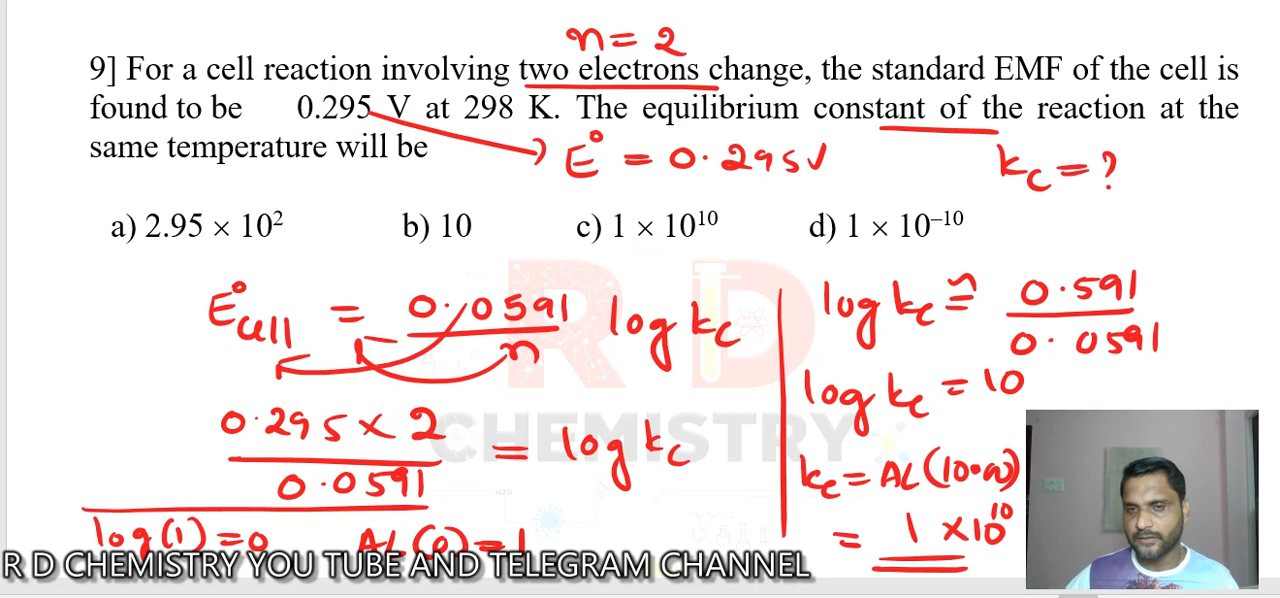 n = 2
9] For a cell reaction involving two electrons change, the standard EMF of the cell is
found to be 0.295 V at 298 K. The equilibrium constant of the reaction at the
same temperature will be
E° = 0.295V
kc = ?
a) 2.95 × 10² b) 10 c) 1 × 10¹⁰ d) 1 × 10⁻¹⁰
E°cell = 0.0591/n log kc
0.295 × 2 / 0.0591 = log kc
log(1) = 0 AL(0) = 1
log kc ≈ 0.591 / 0.0591
log kc = 10
kc = AL(10.00)
= 1 × 10¹⁰
R D
CHEMISTRY
R D CHEMISTRY YOU TUBE AND TELEGRAM CHANNEL